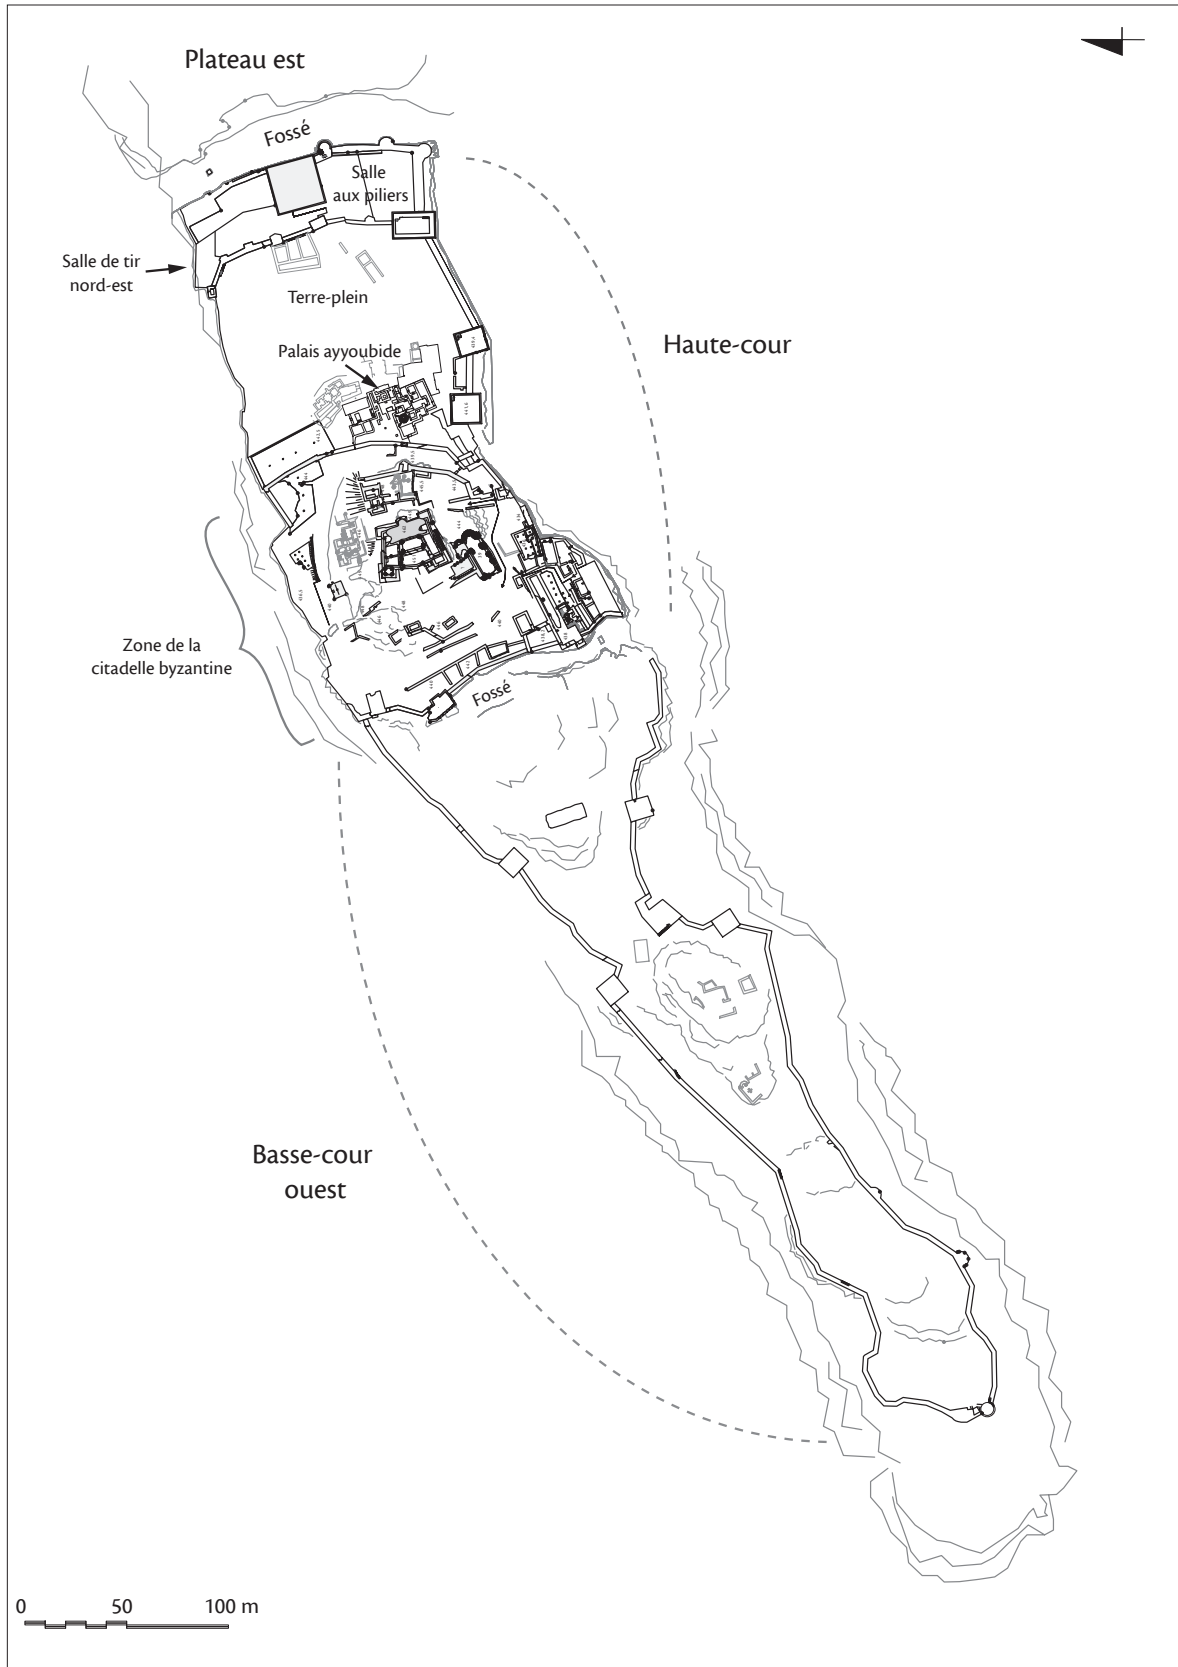 Plateau est
Fossé
Salle
aux piliers
Salle de tir
nord-est
Terre-plein
Palais ayyoubide
Haute-cour
Zone de la
citadelle byzantine
Fossé
Basse-cour
ouest
0 50 100 m